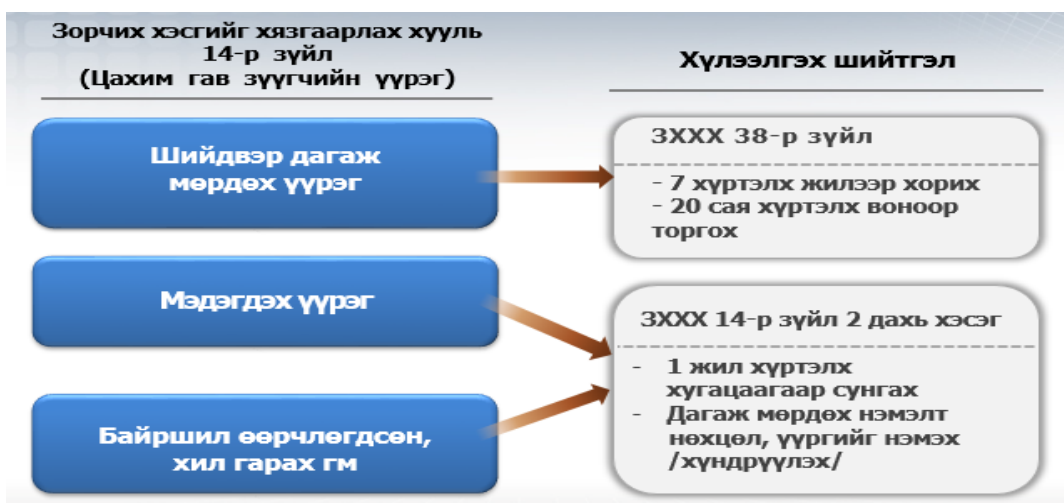 Зорчих хэсгийг хязгаарлах хууль
14-р зүйл
(Цахим гав зүүгчийн үүрэг)
Хүлээлгэх шийтгэл
Шийдвэр дагаж
мөрдөх үүрэг
ЗХХХ 38-р зүйл
- 7 хүртэлх жилээр хорих
- 20 сая хүртэлх воноор
торгох
Мэдэгдэх үүрэг
ЗХХХ 14-р зүйл 2 дахь хэсэг
- 1 жил хүртэлх
хугацаагаар сунгах
- Дагаж мөрдөх нэмэлт
нөхцөл, үүргийг нэмэх
/хүндрүүлэх/
Байршил өөрчлөгдсөн,
хил гарах гм